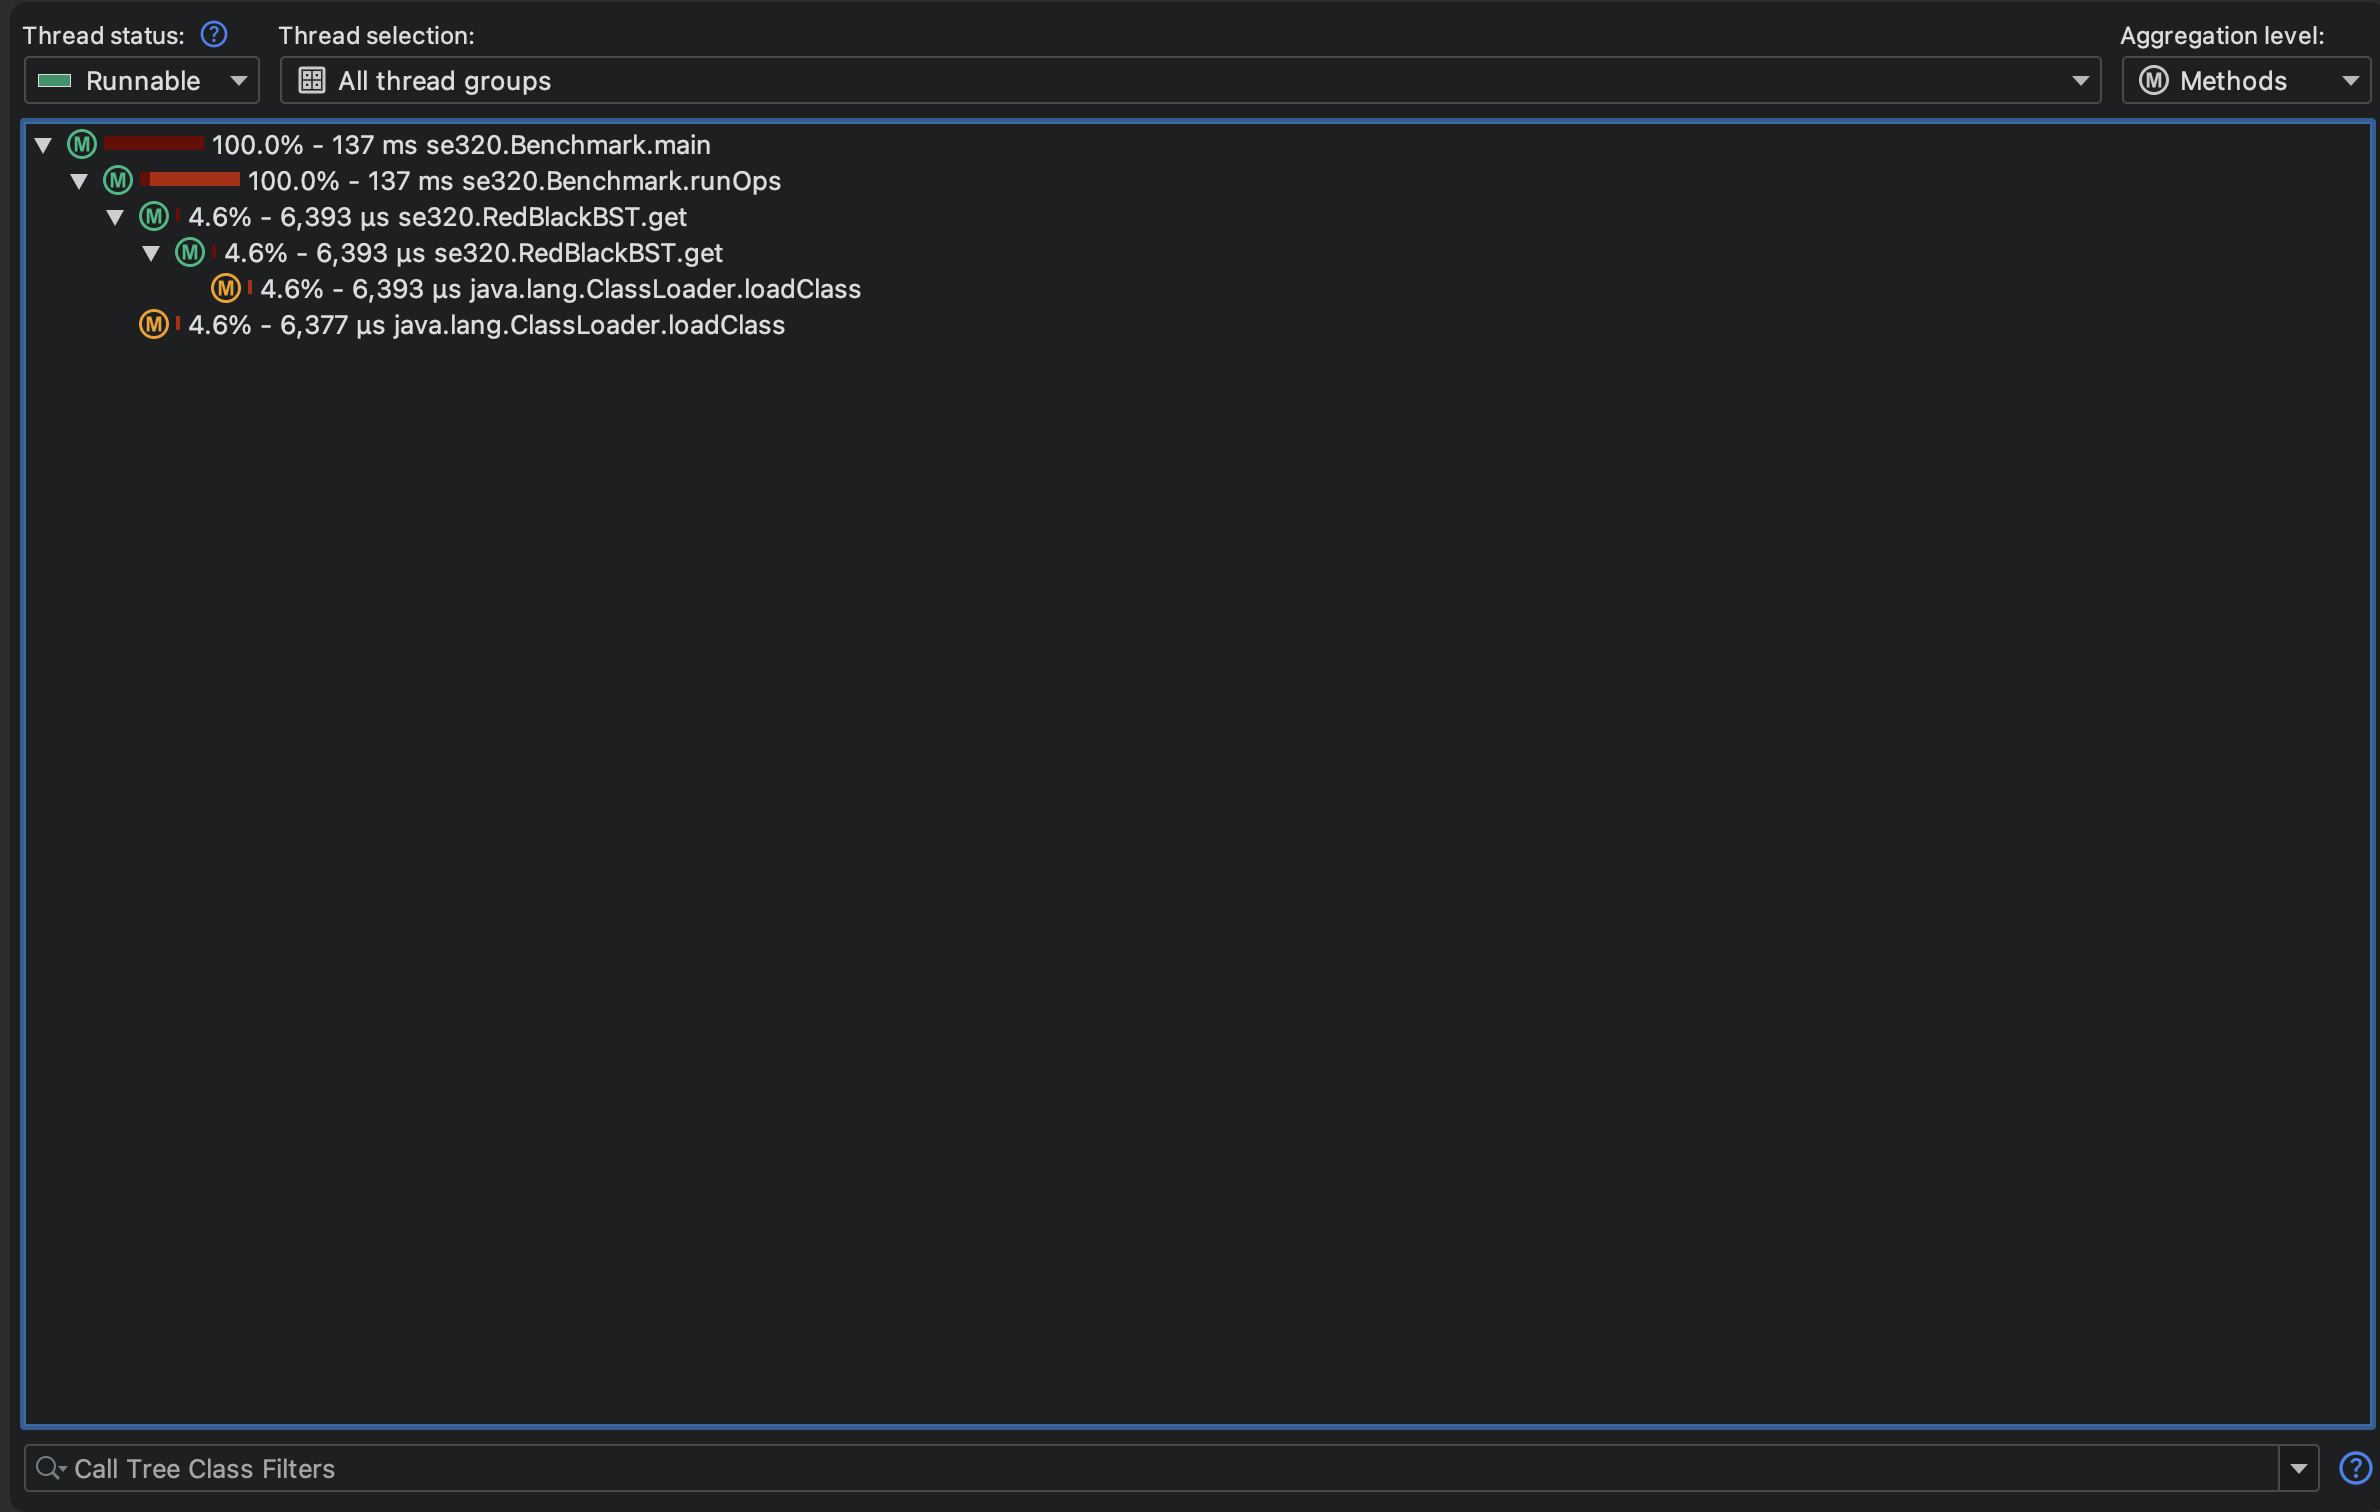 Thread status: ? Thread selection: Aggregation level:
Runnable All thread groups M Methods
M 100.0% - 137 ms se320.Benchmark.main
M 100.0% - 137 ms se320.Benchmark.runOps
M 4.6% - 6,393 µs se320.RedBlackBST.get
M 4.6% - 6,393 µs se320.RedBlackBST.get
M 4.6% - 6,393 µs java.lang.ClassLoader.loadClass
M 4.6% - 6,377 µs java.lang.ClassLoader.loadClass
Call Tree Class Filters ?